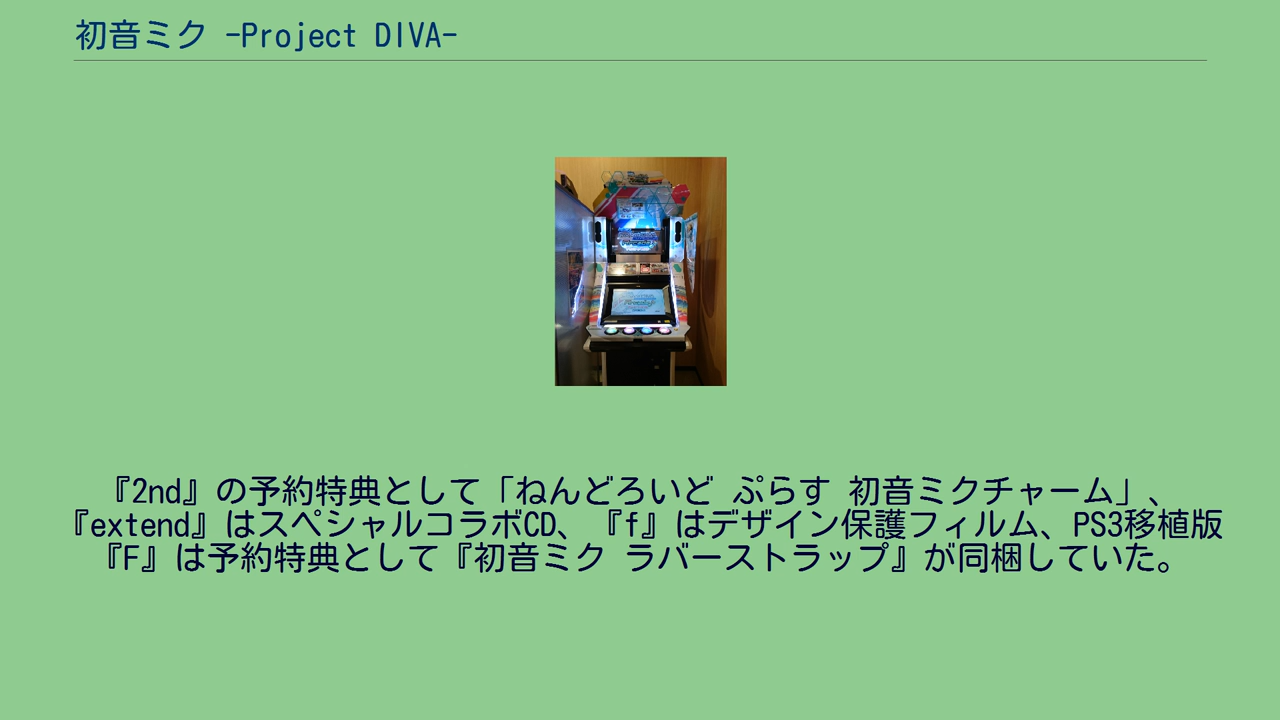 初音ミク -Project DIVA-
『2nd』の予約特典として「ねんどろいど ぷらす 初音ミクチャーム」、
『extend』はスペシャルコラボCD、『f』はデザイン保護フィルム、PS3移植版
『F』は予約特典として『初音ミク ラバーストラップ』が同梱していた。